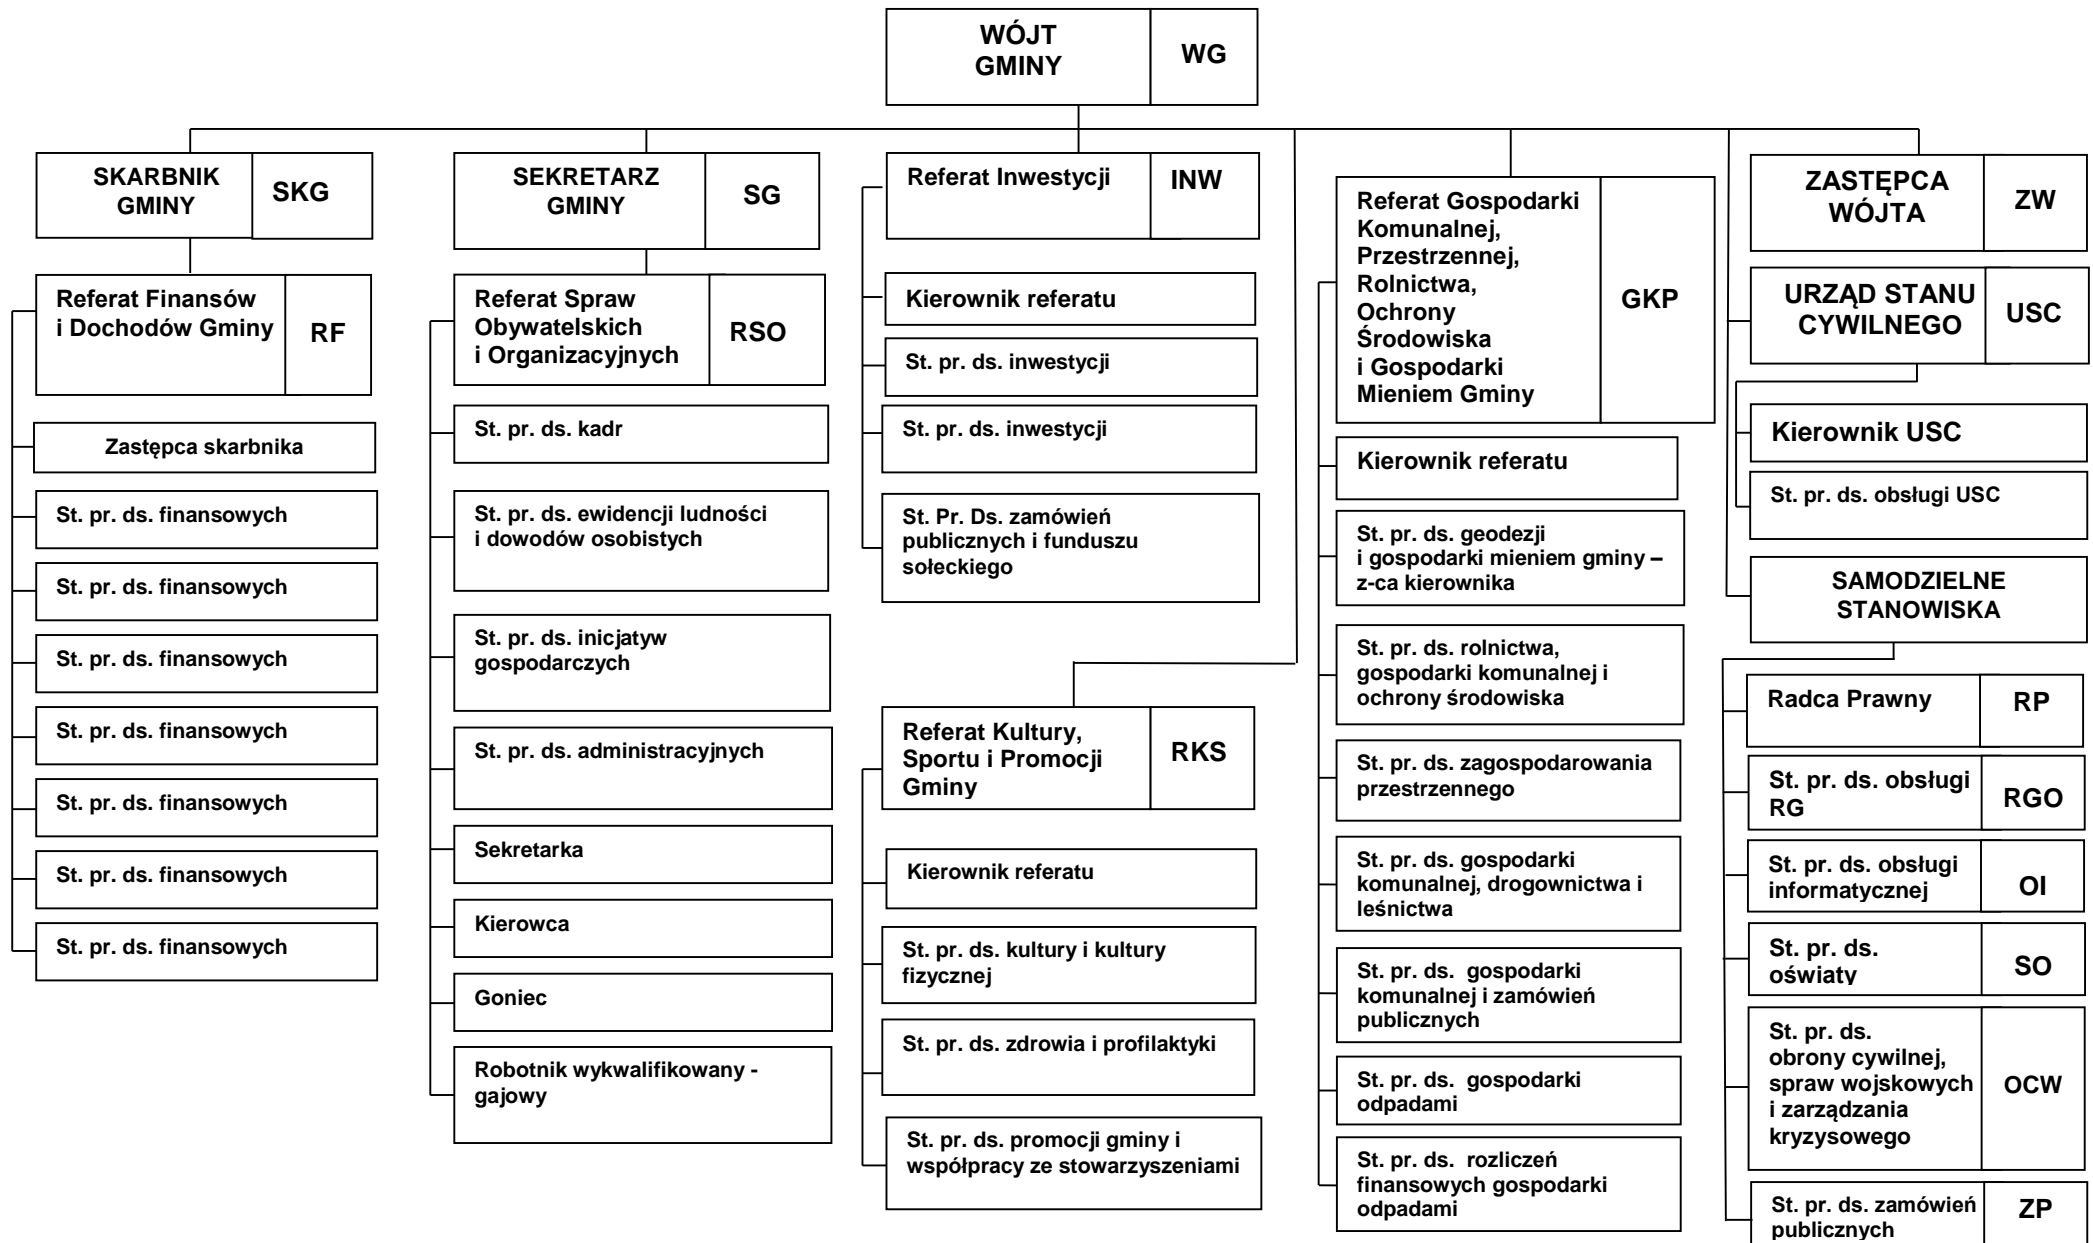 WÓJT
GMINY
WG
SKARBNIK
GMINY
SKG
Referat Finansów
i Dochodów Gminy
RF
Zastępca skarbnika
St. pr. ds. finansowych
St. pr. ds. finansowych
St. pr. ds. finansowych
St. pr. ds. finansowych
St. pr. ds. finansowych
St. pr. ds. finansowych
St. pr. ds. finansowych
SEKRETARZ
GMINY
SG
Referat Spraw
Obywatelskich
i Organizacyjnych
RSO
St. pr. ds. kadr
St. pr. ds. ewidencji ludności
i dowodów osobistych
St. pr. ds. inicjatyw
gospodarczych
St. pr. ds. administracyjnych
Sekretarka
Kierowca
Goniec
Robotnik wykwalifikowany -
gajowy
Referat Inwestycji
INW
Kierownik referatu
St. pr. ds. inwestycji
St. pr. ds. inwestycji
St. Pr. Ds. zamówień
publicznych i funduszu
sołeckiego
Referat Kultury,
Sportu i Promocji
Gminy
RKS
Kierownik referatu
St. pr. ds. kultury i kultury
fizycznej
St. pr. ds. zdrowia i profilaktyki
St. pr. ds. promocji gminy i
współpracy ze stowarzyszeniami
Referat Gospodarki
Komunalnej,
Przestrzennej,
Rolnictwa,
Ochrony
Środowiska
i Gospodarki
Mieniem Gminy
GKP
Kierownik referatu
St. pr. ds. geodezji
i gospodarki mieniem gminy –
z-ca kierownika
St. pr. ds. rolnictwa,
gospodarki komunalnej i
ochrony środowiska
St. pr. ds. zagospodarowania
przestrzennego
St. pr. ds. gospodarki
komunalnej, drogownictwa i
leśnictwa
St. pr. ds. gospodarki
komunalnej i zamówień
publicznych
St. pr. ds. gospodarki
odpadami
St. pr. ds. rozliczeń
finansowych gospodarki
odpadami
ZASTĘPCA
WÓJTA
ZW
URZĄD STANU
CYWILNEGO
USC
Kierownik USC
St. pr. ds. obsługi USC
SAMODZIELNE
STANOWISKA
Radca Prawny
RP
St. pr. ds. obsługi
RG
RGO
St. pr. ds. obsługi
informatycznej
OI
St. pr. ds.
oświaty
SO
St. pr. ds.
obrony cywilnej,
spraw wojskowych
i zarządzania
kryzysowego
OCW
St. pr. ds. zamówień
publicznych
ZP